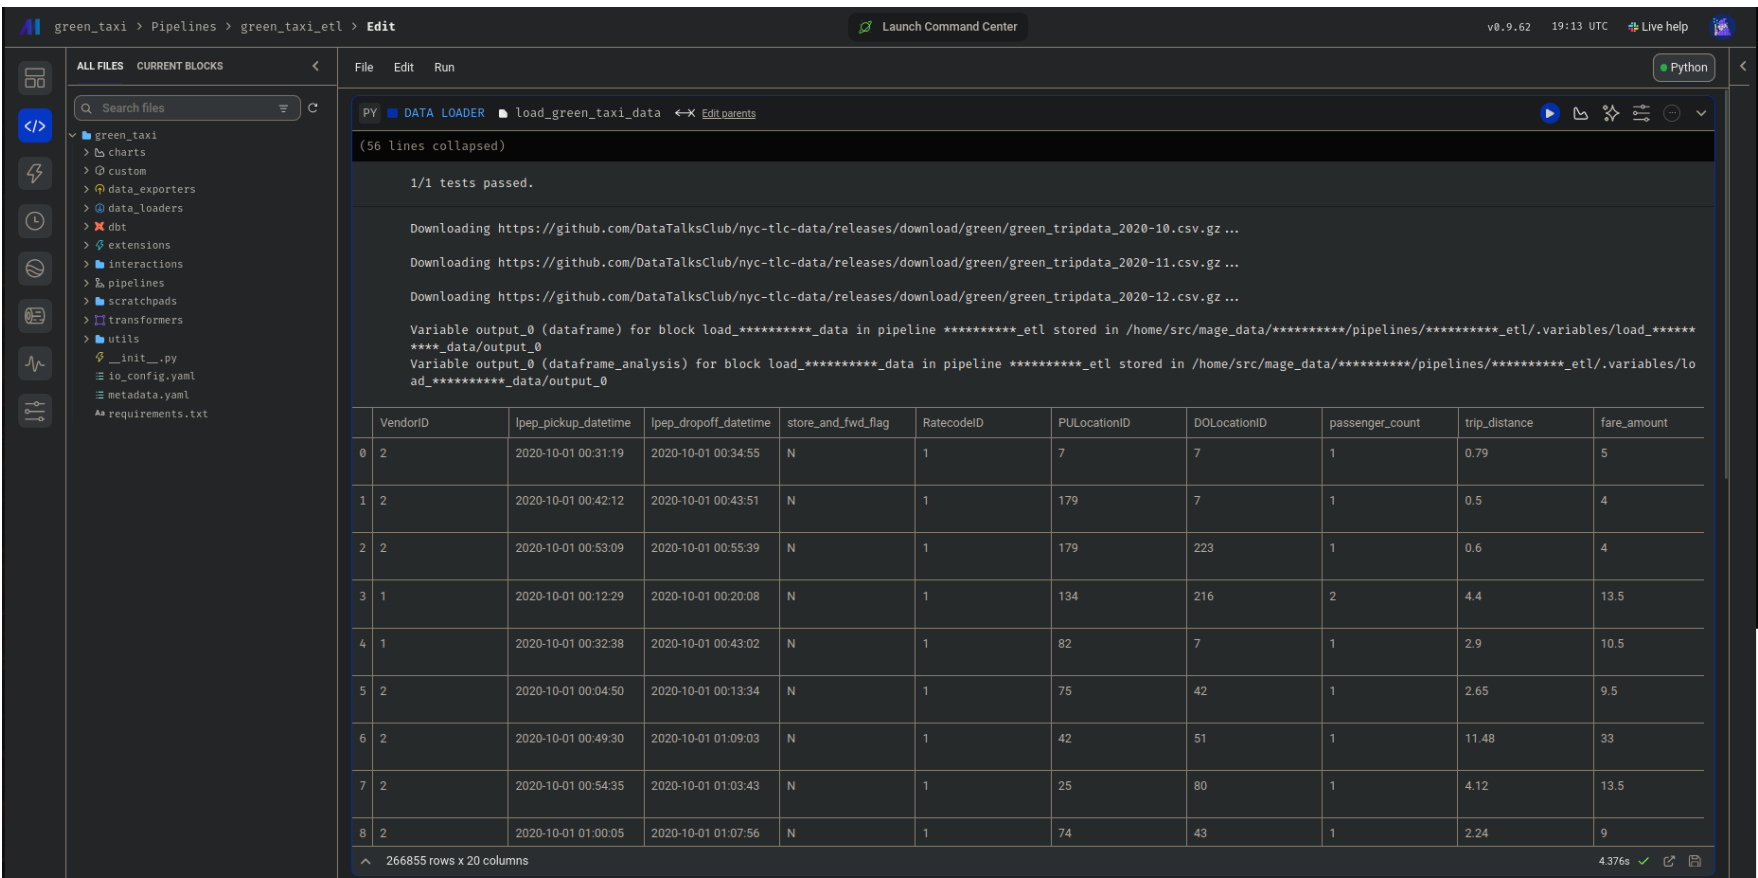 green_taxi > Pipelines > green_taxi_etl > Edit
Launch Command Center
v0.9.62 19:13 UTC Live help
ALL FILES CURRENT BLOCKS
File Edit Run
Python
Search files
green_taxi
charts
custom
data_exporters
data_loaders
dbt
extensions
interactions
pipelines
scratchpads
transformers
utils
__init__.py
io_config.yaml
metadata.yaml
Aa requirements.txt
PY DATA LOADER load_green_taxi_data Edit parents
(56 lines collapsed)
1/1 tests passed.
Downloading https://github.com/DataTalksClub/nyc-tlc-data/releases/download/green/green_tripdata_2020-10.csv.gz...
Downloading https://github.com/DataTalksClub/nyc-tlc-data/releases/download/green/green_tripdata_2020-11.csv.gz...
Downloading https://github.com/DataTalksClub/nyc-tlc-data/releases/download/green/green_tripdata_2020-12.csv.gz...
Variable output_0 (dataframe) for block load_**********_data in pipeline **********_etl stored in /home/src/mage_data/**********/pipelines/**********_etl/.variables/load_******
****_data/output_0
Variable output_0 (dataframe_analysis) for block load_**********_data in pipeline **********_etl stored in /home/src/mage_data/**********/pipelines/**********_etl/.variables/lo
ad_**********_data/output_0
VendorID lpep_pickup_datetime lpep_dropoff_datetime store_and_fwd_flag RatecodeID PULocationID DOLocationID passenger_count trip_distance fare_amount
0 2 2020-10-01 00:31:19 2020-10-01 00:34:55 N 1 7 7 1 0.79 5
1 2 2020-10-01 00:42:12 2020-10-01 00:43:51 N 1 179 7 1 0.5 4
2 2 2020-10-01 00:53:09 2020-10-01 00:55:39 N 1 179 223 1 0.6 4
3 1 2020-10-01 00:12:29 2020-10-01 00:20:08 N 1 134 216 2 4.4 13.5
4 1 2020-10-01 00:32:38 2020-10-01 00:43:02 N 1 82 7 1 2.9 10.5
5 2 2020-10-01 00:04:50 2020-10-01 00:13:34 N 1 75 42 1 2.65 9.5
6 2 2020-10-01 00:49:30 2020-10-01 01:09:03 N 1 42 51 1 11.48 33
7 2 2020-10-01 00:54:35 2020-10-01 01:03:43 N 1 25 80 1 4.12 13.5
8 2 2020-10-01 01:00:05 2020-10-01 01:07:56 N 1 74 43 1 2.24 9
266855 rows x 20 columns
4.376s